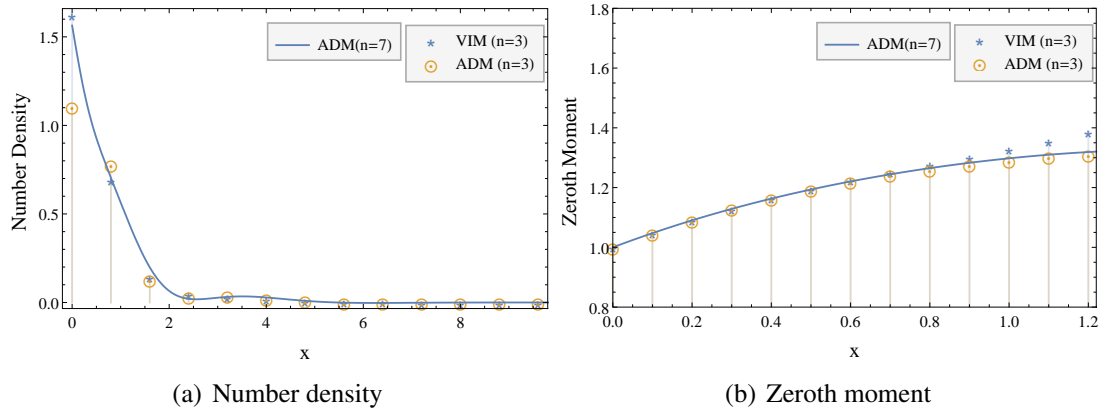 ADM(n=7)
VIM (n=3)
ADM (n=3)
Number Density
1.5
1.0
0.5
0.0
0
2
4
6
8
x
(a) Number density
ADM(n=7)
VIM (n=3)
ADM (n=3)
Zeroth Moment
1.8
1.6
1.4
1.2
1.0
0.8
0.0
0.2
0.4
0.6
0.8
1.0
1.2
x
(b) Zeroth moment